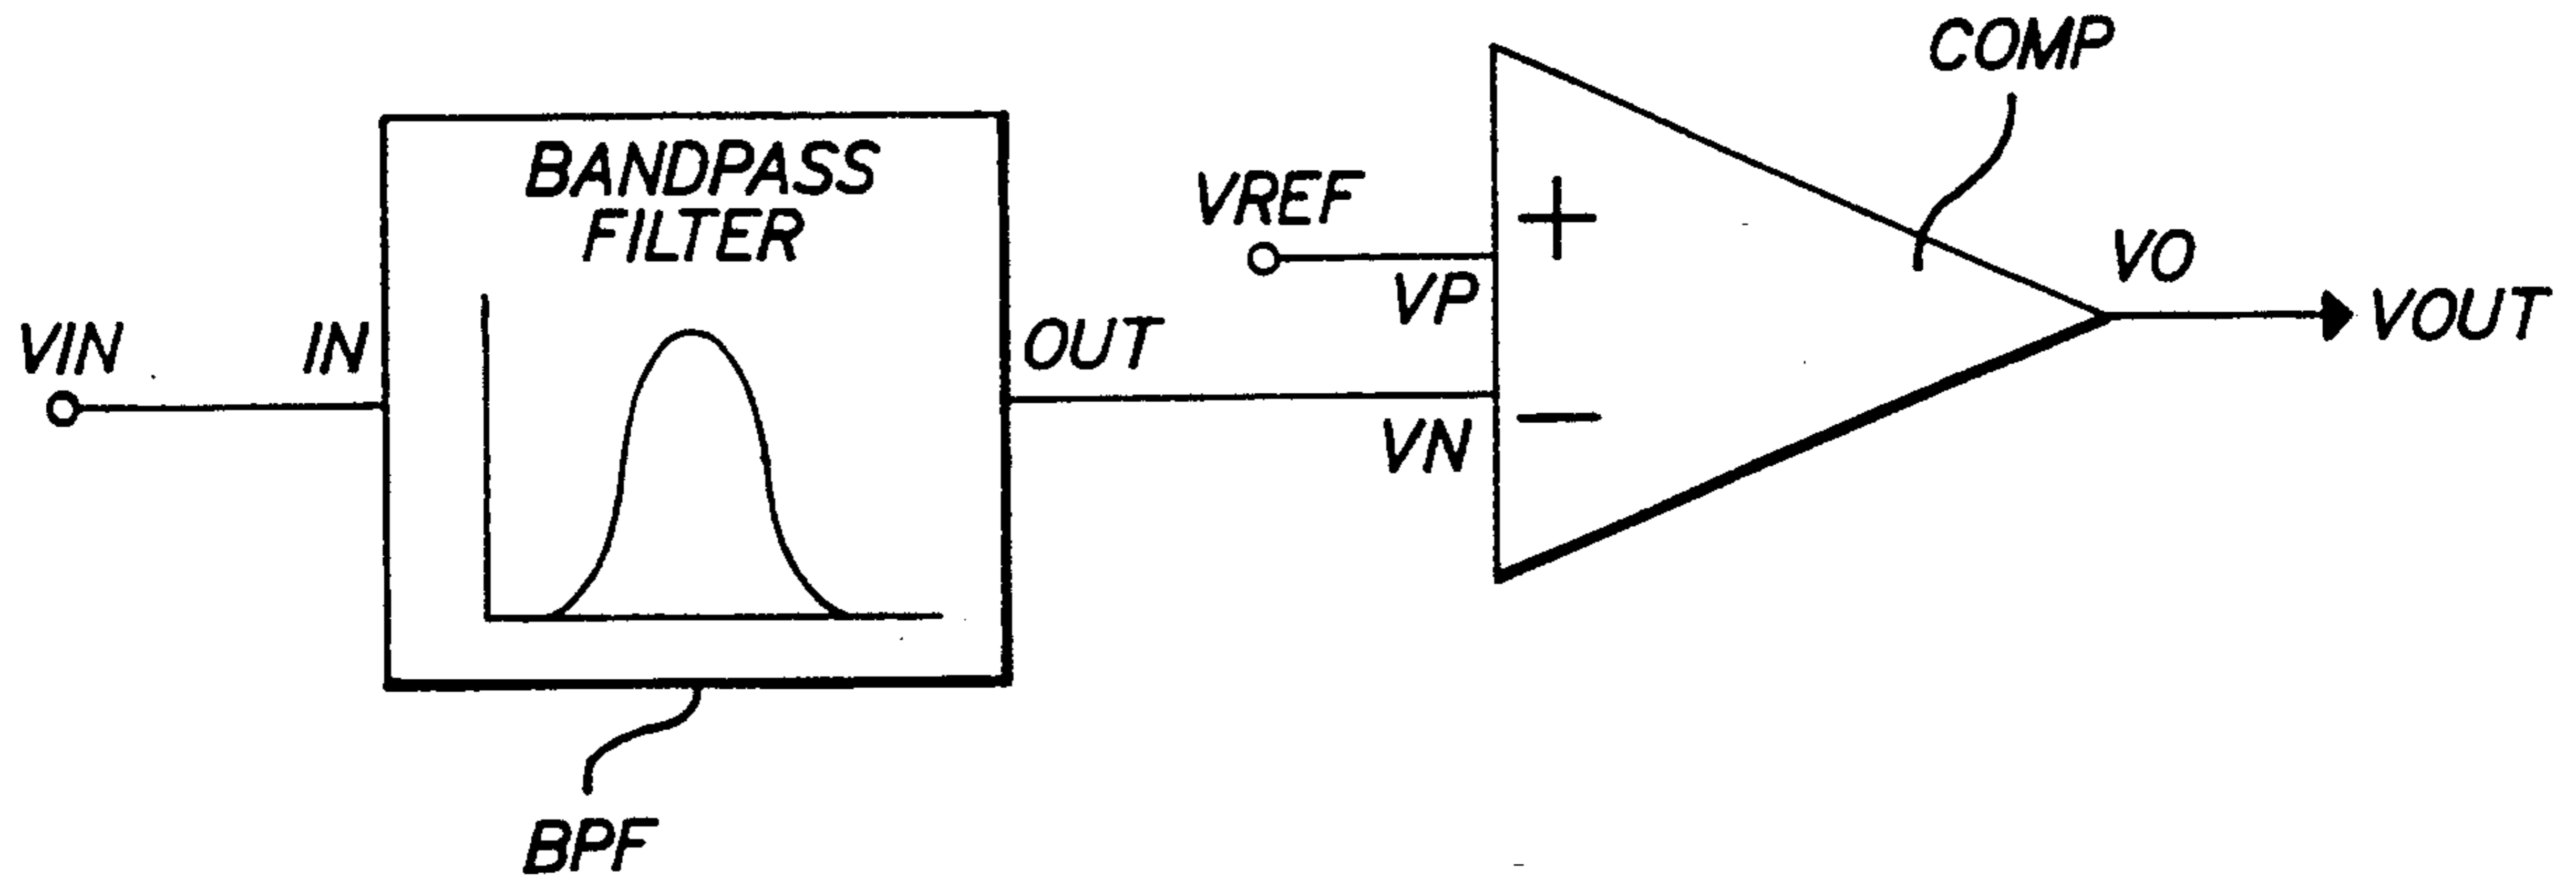 COMP
BANDPASS
FILTER
VREF
+
VO
VIN
IN
OUT
VP
VOUT
VN
−
BPF